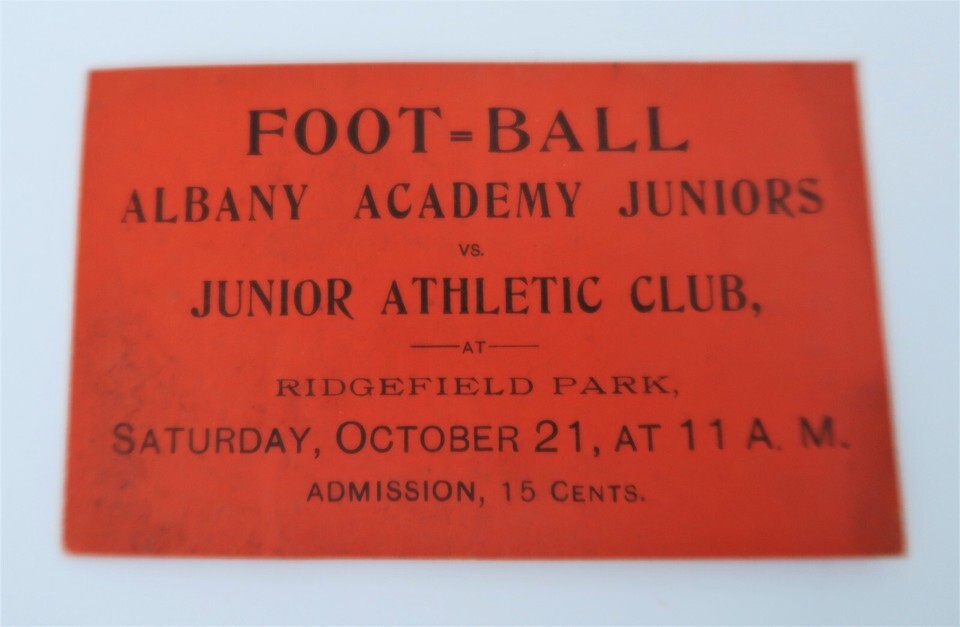 FOOT=BALL
ALBANY ACADEMY JUNIORS
VS.
JUNIOR ATHLETIC CLUB,
—AT—
RIDGEFIELD PARK,
SATURDAY, OCTOBER 21, AT 11 A. M.
ADMISSION, 15 CENTS.